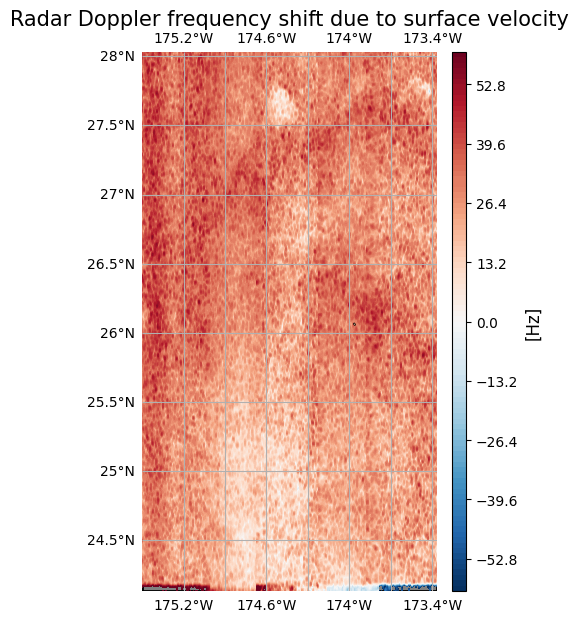 Radar Doppler frequency shift due to surface velocity
175.2°W 174.6°W 174°W 173.4°W
28°N
27.5°N
27°N
26.5°N
26°N
25.5°N
25°N
24.5°N
175.2°W 174.6°W 174°W 173.4°W
52.8
39.6
26.4
13.2
0.0
−13.2
−26.4
−39.6
−52.8
[Hz]